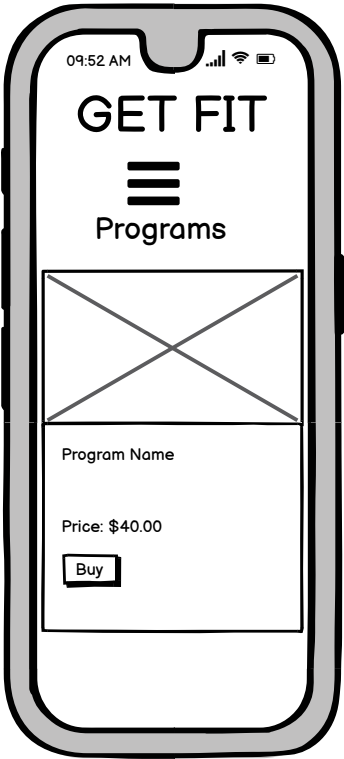 09:52 AM
GET FIT
Programs
Program Name
Price: $40.00
Buy